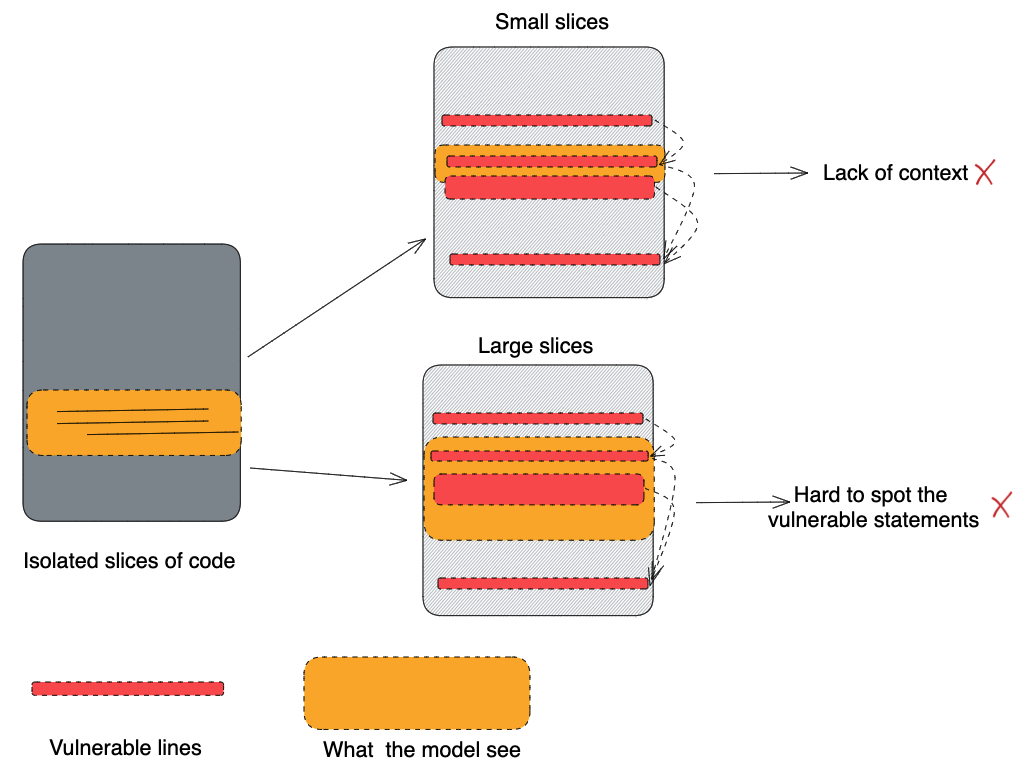 Small slices
Lack of context
Large slices
Hard to spot the
vulnerable statements
Isolated slices of code
Vulnerable lines
What  the model see